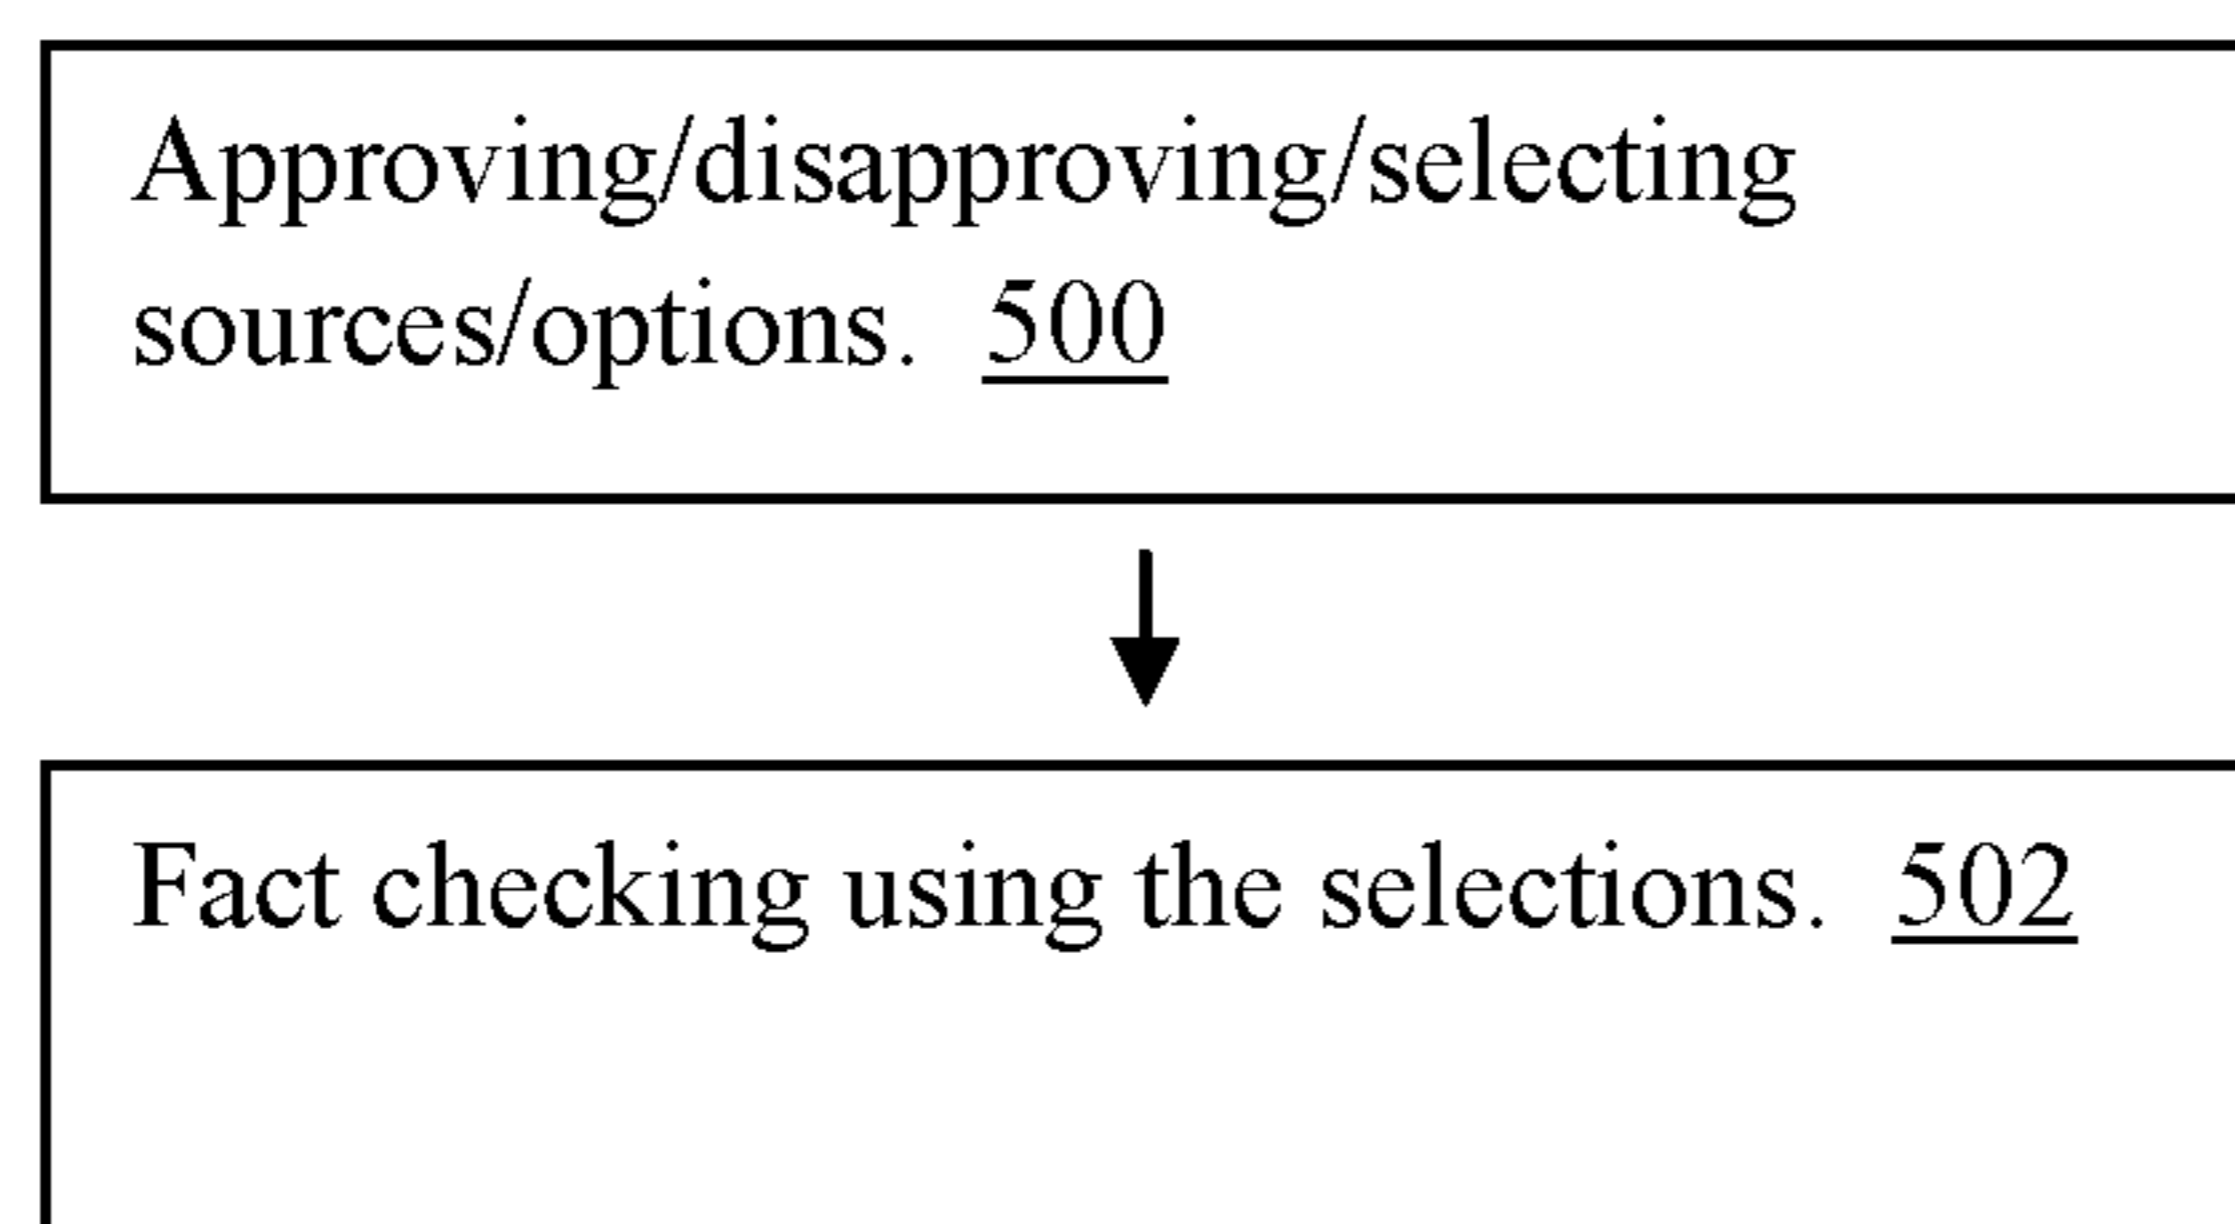 Approving/disapproving/selecting
sources/options. 500
Fact checking using the selections. 502